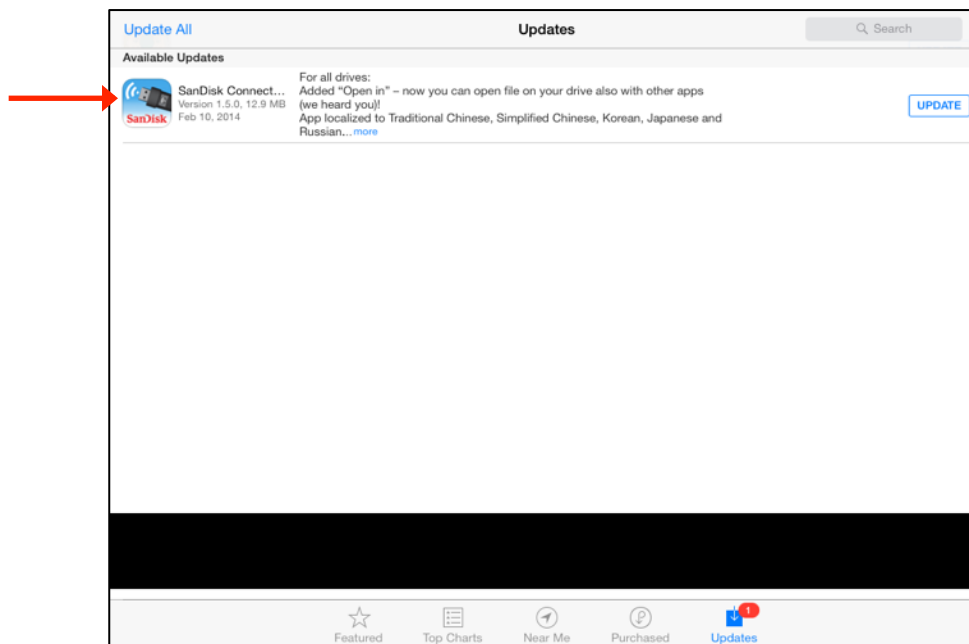 Update All
Updates
Search
Available Updates
SanDisk
SanDisk Connect...
Version 1.5.0, 12.9 MB
Feb 10, 2014
For all drives:
Added “Open in” – now you can open file on your drive also with other apps
(we heard you)!
App localized to Traditional Chinese, Simplified Chinese, Korean, Japanese and
Russian... more
UPDATE
Featured
Top Charts
Near Me
Purchased
1
Updates